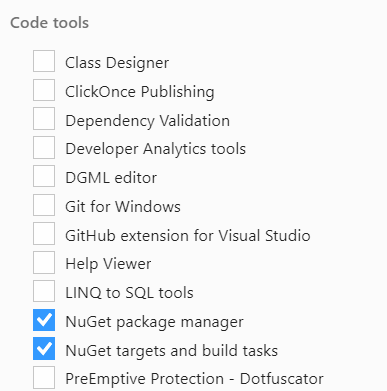 Code tools
Class Designer
ClickOnce Publishing
Dependency Validation
Developer Analytics tools
DGML editor
Git for Windows
GitHub extension for Visual Studio
Help Viewer
LINQ to SQL tools
NuGet package manager
NuGet targets and build tasks
PreEmptive Protection - Dotfuscator